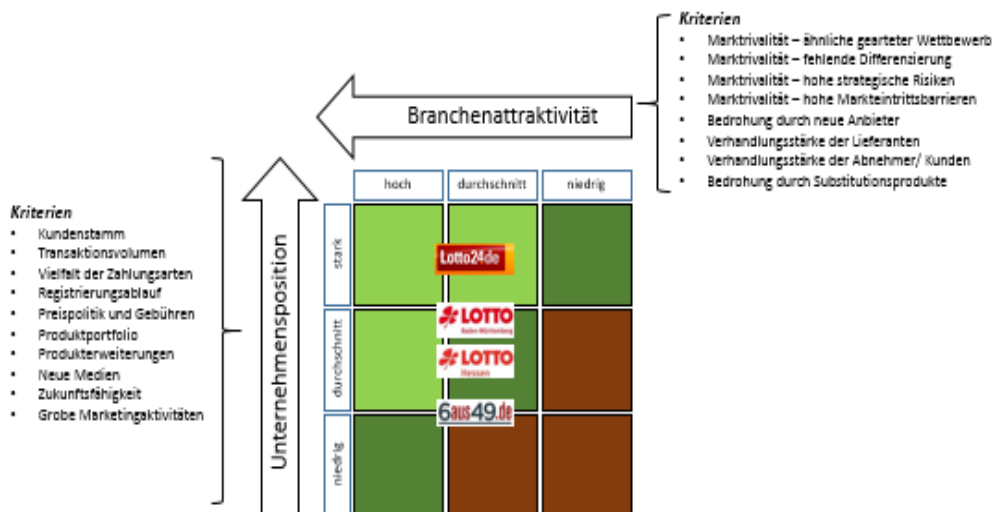 Kriterien
Marktrivalität – ähnliche gearteter Wettbewerb
Marktrivalität – fehlende Differenzierung
Marktrivalität – hohe strategische Risiken
Marktrivalität – hohe Markteintrittsbarrieren
Bedrohung durch neue Anbieter
Verhandlungsstärke der Lieferanten
Verhandlungsstärke der Abnehmer/ Kunden
Bedrohung durch Substitutionsprodukte
Branchenattraktivität
hoch
durchschnitt
niedrig
Kriterien
Kundenstamm
Transaktionsvolumen
Vielfalt der Zahlungsarten
Registrierungsablauf
Preispolitik und Gebühren
Produktportfolio
Produkterweiterungen
Neue Medien
Zukunftsfähigkeit
Grobe Marketingaktivitäten
Unternehmensposition
stark
durchschnitt
niedrig
Lotto24de
LOTTO
Baden-Württemberg
LOTTO
Hessen
6aus49.de